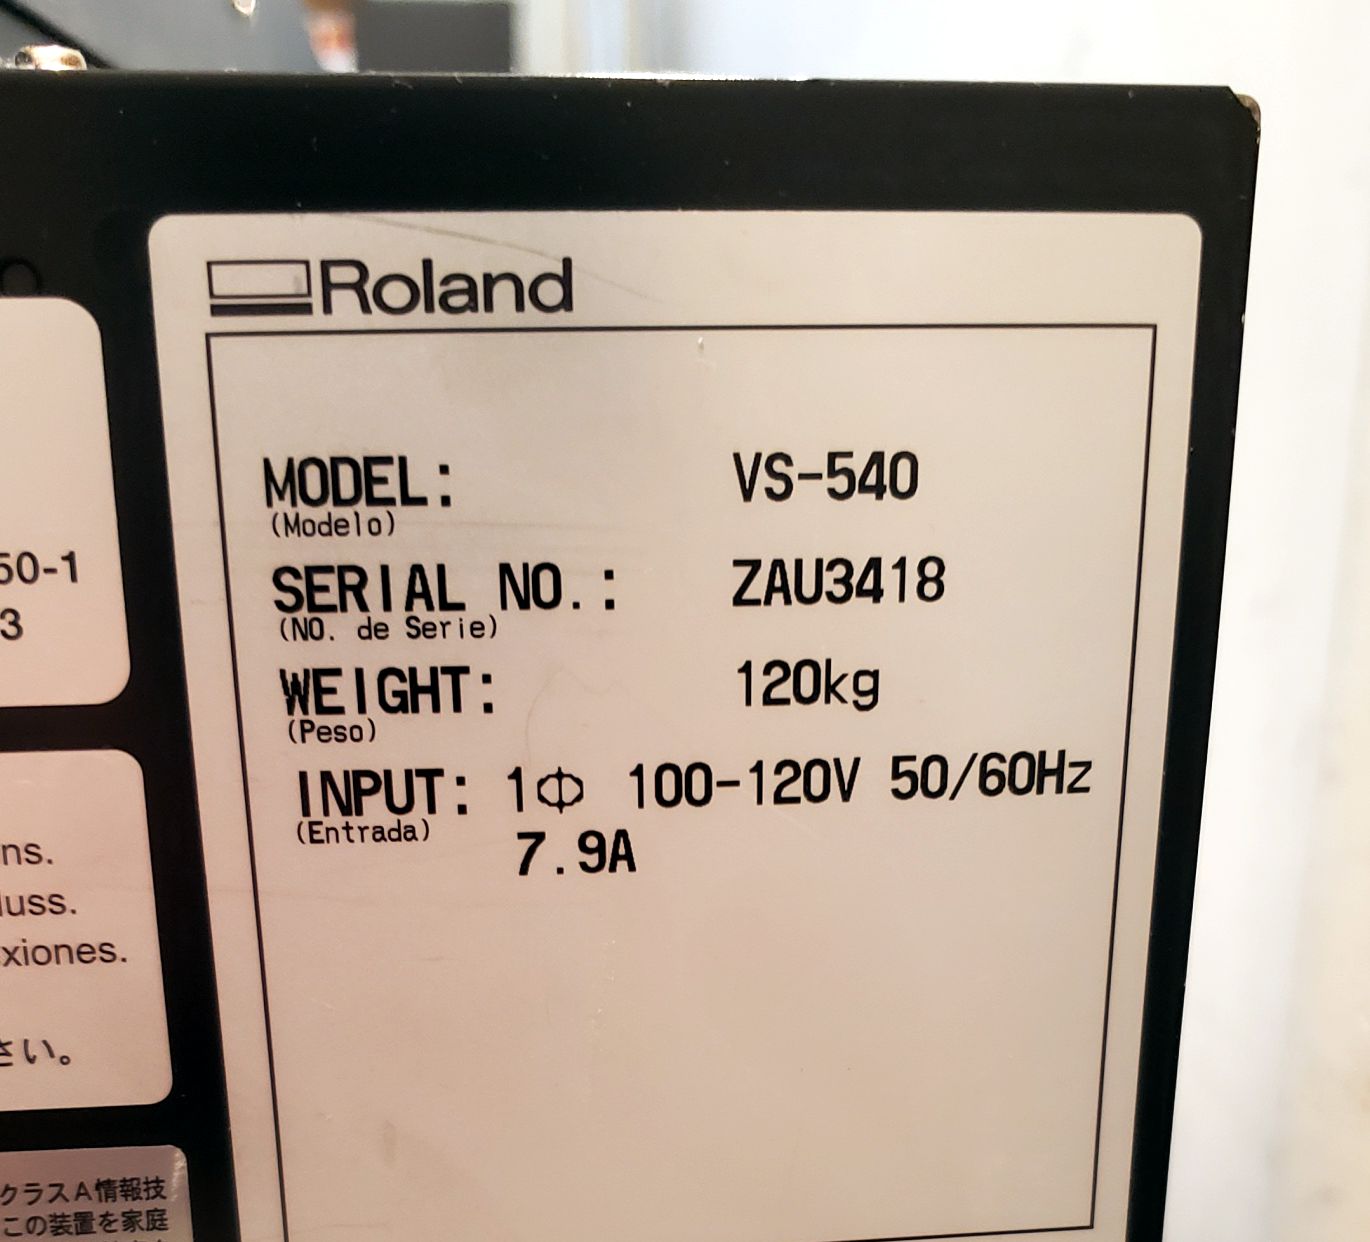 Roland
MODEL: VS-540
(Modelo)
SERIAL NO.: ZAU3418
(NO. de Serie)
WEIGHT: 120kg
(Peso)
INPUT: 1Φ 100-120V 50/60Hz
(Entrada) 7.9A
50-1
3
ns.
luss.
xiones.
さい。
クラスA情報技
この装置を家庭